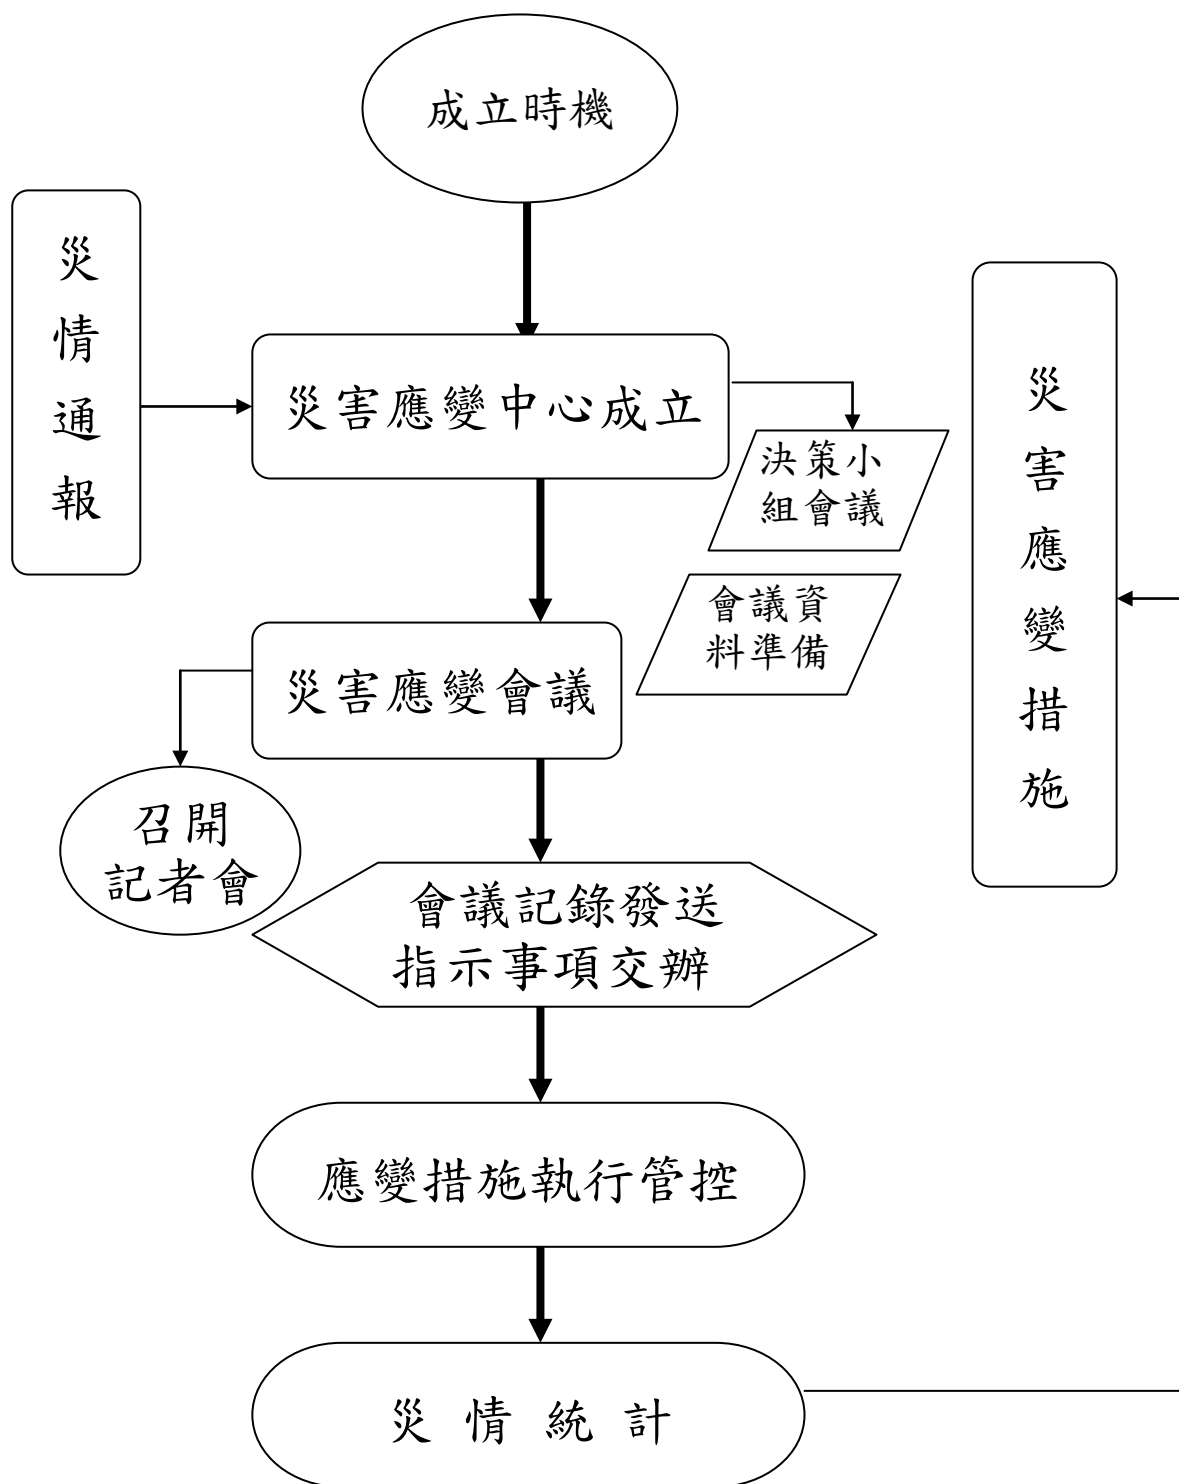 成立時機
災情通報
災害應變中心成立
決策小
組會議
會議資
料準備
災害應變會議
災害應變措施
召開
記者會
會議記錄發送
指示事項交辦
應變措施執行管控
災情統計